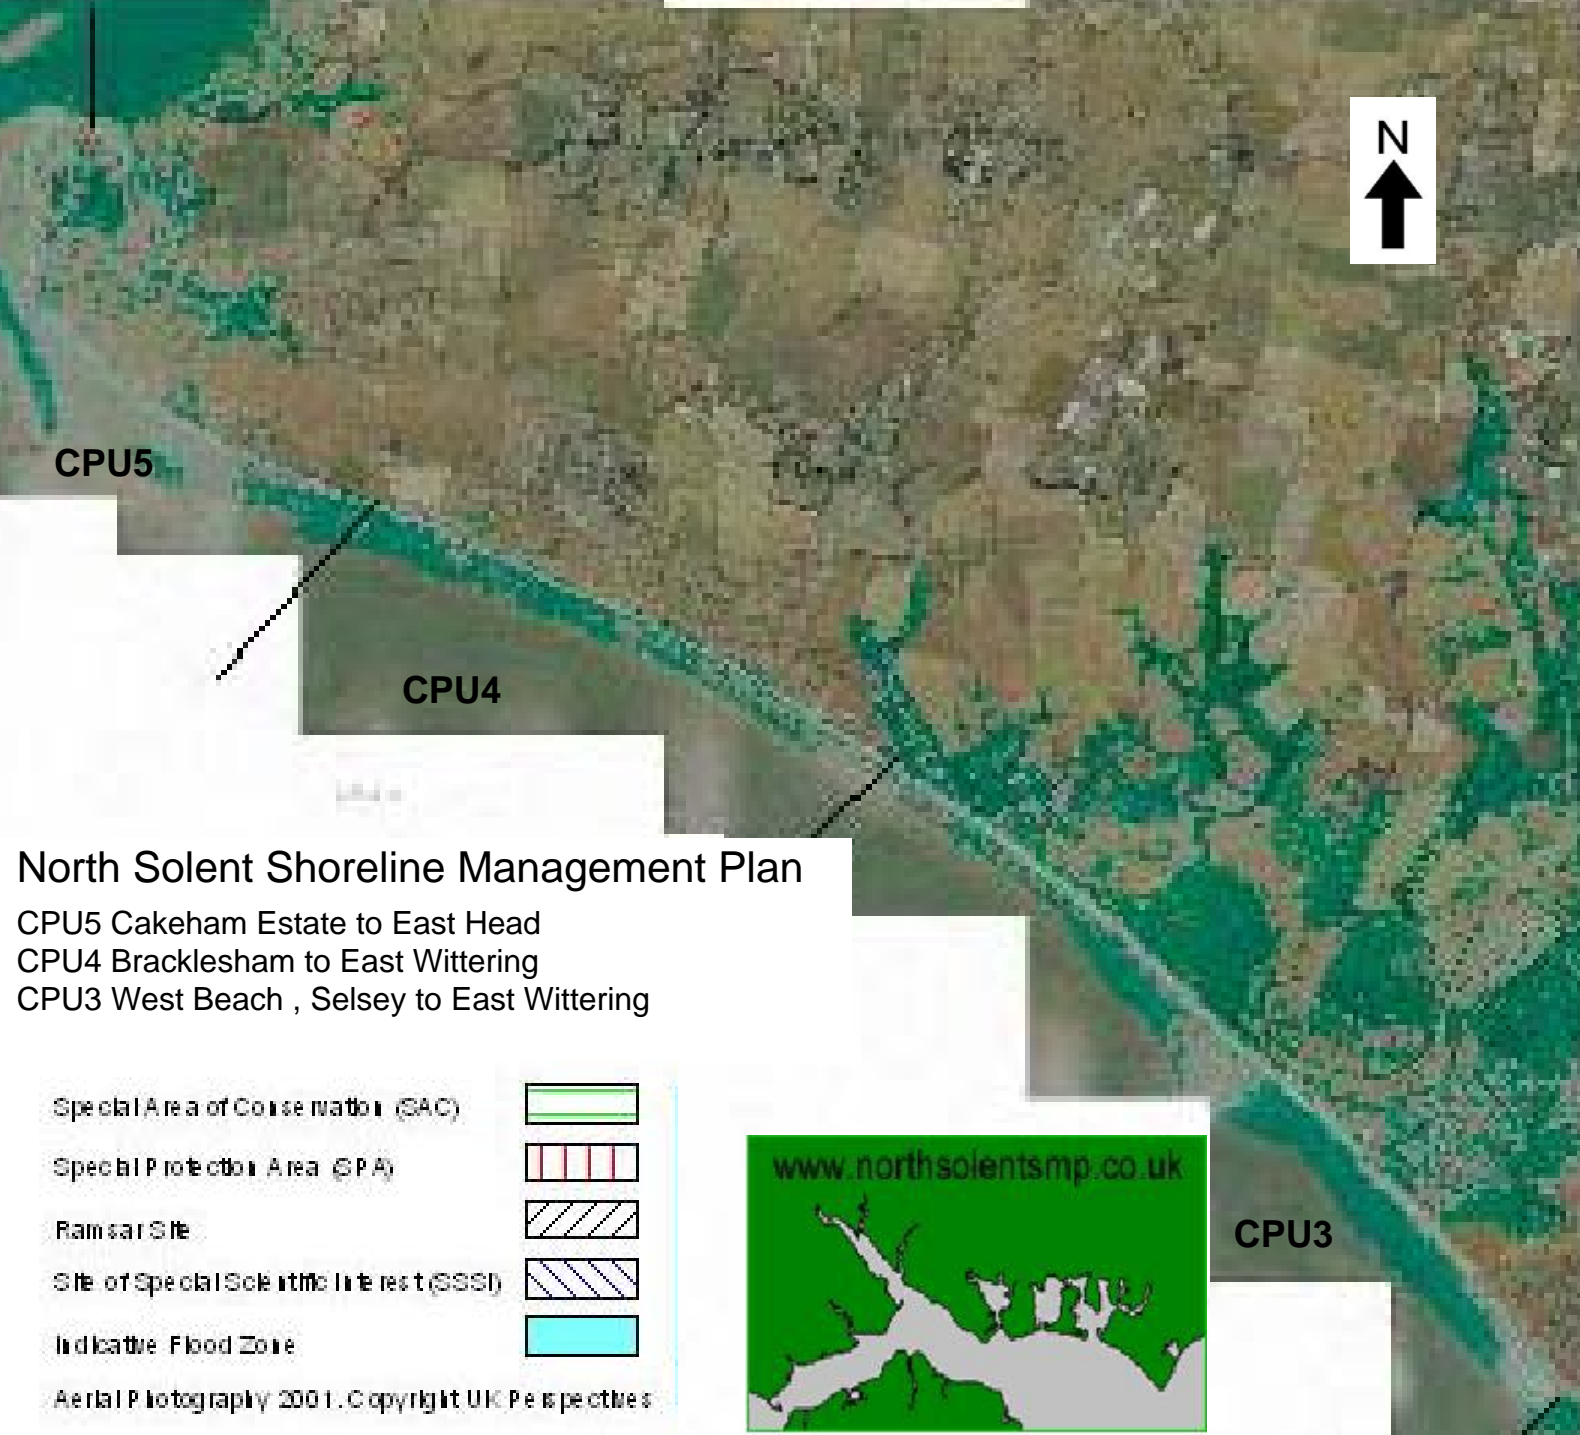 N
CPU5
CPU4
North Solent Shoreline Management Plan
CPU5 Cakeham Estate to East Head
CPU4 Bracklesham to East Wittering
CPU3 West Beach , Selsey to East Wittering
Special Area of Conservation (SAC)
Special Protection Area (SPA)
Ramsar Site
Site of Special Scientific Interest (SSSI)
Indicative Flood Zone
Aerial Photography 2001. Copyright UK Perspectives
www.northsolentsmp.co.uk
CPU3